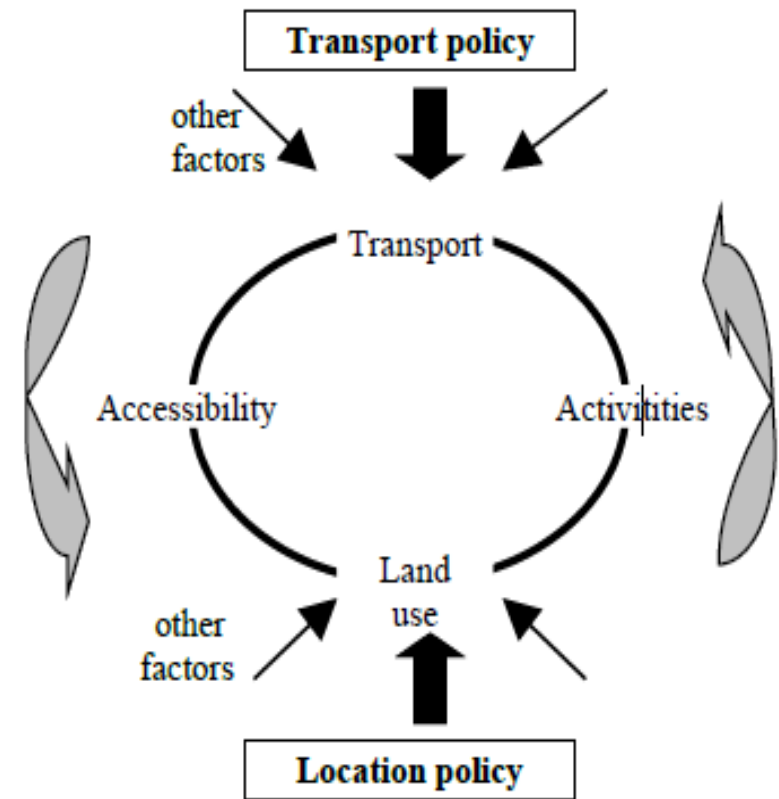 Transport policy
other
factors
Transport
Accessibility
Activitities
Land
use
other
factors
Location policy